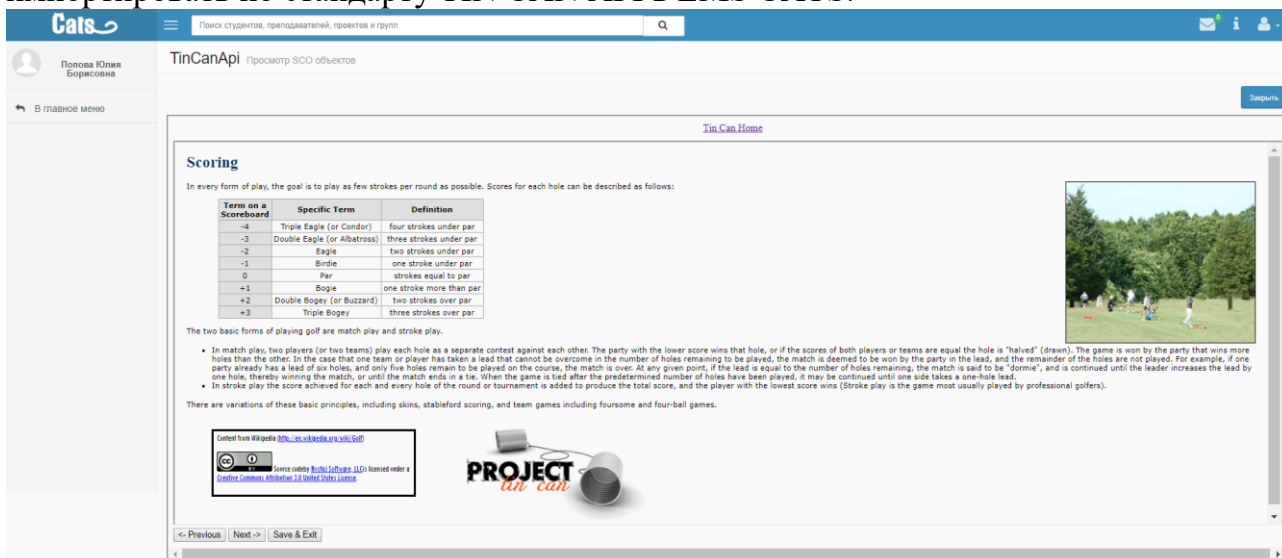 импортировать по стандарту TIN CAN API в LMS CATS.
Cats
Поиск студентов, преподавателей, проектов и групп
0
Попова Юлия
Борисовна
TinCanApi Просмотр SCO объектов
В главное меню
Закрыть
Tin Can Home
Scoring
In every form of play, the goal is to play as few strokes per round as possible. Scores for each hole can be described as follows:
Term on a Scoreboard Specific Term Definition
-4 Triple Eagle (or Condor) four strokes under par
-3 Double Eagle (or Albatross) three strokes under par
-2 Eagle two strokes under par
-1 Birdie one stroke under par
0 Par strokes equal to par
+1 Bogie one stroke more than par
+2 Double Bogey (or Buzzard) two strokes over par
+3 Triple Bogey three strokes over par
The two basic forms of playing golf are match play and stroke play.
In match play, two players (or two teams) play each hole as a separate contest against each other. The party with the lower score wins that hole, or if the scores of both players or teams are equal the hole is "halved" (drawn). The game is won by the party that wins more
holes than the other. In the case that one team or player has taken a lead that cannot be overcome in the number of holes remaining to be played, the match is deemed to be won by the party in the lead, and the remainder of the holes are not played. For example, if one
party already has a lead of six holes, and only five holes remain to be played on the course, the match is over. At any given point, if the lead is equal to the number of holes remaining, the match is said to be "dormie", and is continued until the leader increases the lead by
one hole, thereby winning the match, or until the match ends in a tie. When the game is tied after the predetermined number of holes have been played, it may be continued until one side takes a one-hole lead.
In stroke play the score achieved for each and every hole of the round or tournament is added to produce the total score, and the player with the lowest score wins (Stroke play is the game most usually played by professional golfers).
There are variations of these basic principles, including skins, stableford scoring, and team games including foursome and four-ball games.
Content from Wikipedia (http://en.wikipedia.org/wiki/Golf)
cc BY Source codeby Rustici Software, LLCis licensed under a
Creative Commons Attribution 3.0 United States License.
PROJECT
tin can
<- Previous Next -> Save & Exit